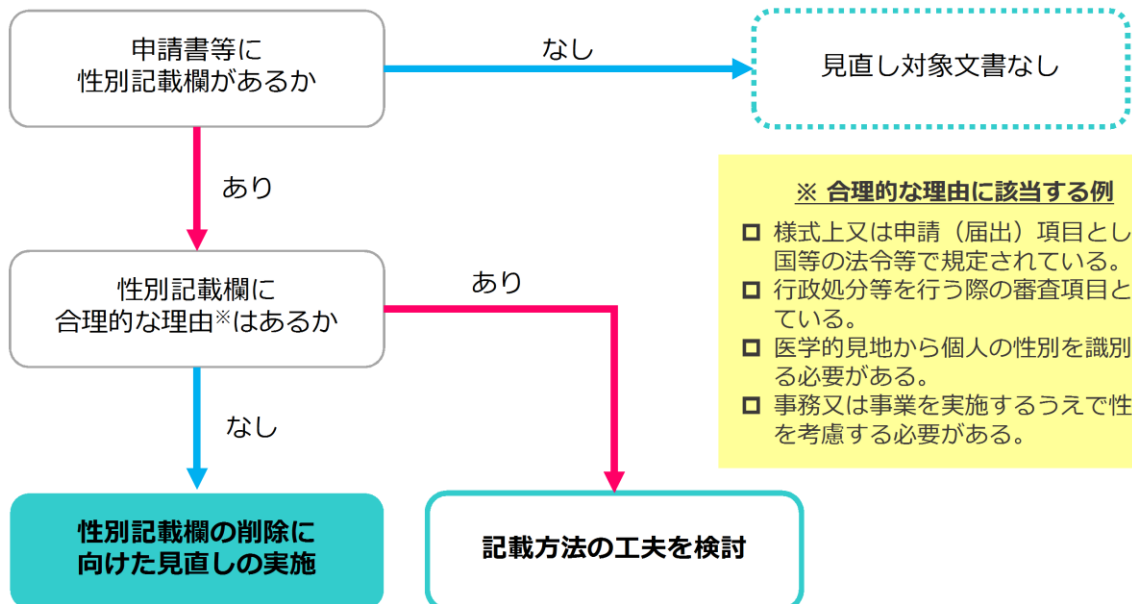 申請書等に
性別記載欄があるか
なし
見直し対象文書なし
あり
※ 合理的な理由に該当する例
様式上又は申請（届出）項目とし
国等の法令等で規定されている。
行政処分等を行う際の審査項目と
ている。
医学的見地から個人の性別を識別
る必要がある。
事務又は事業を実施するうえで性
を考慮する必要がある。
性別記載欄に
合理的な理由※はあるか
あり
なし
性別記載欄の削除に
向けた見直しの実施
記載方法の工夫を検討